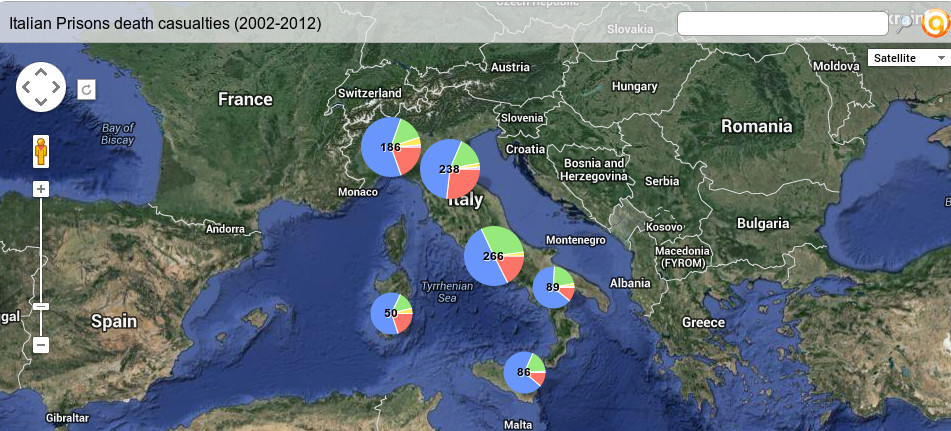 Czech Republic
Italian Prisons death casualties (2002-2012)
Slovakia
Satellite
Moldova
Austria
Switzerland
Hungary
France
Slovenia
Romania
Bay of
Biscay
186
Croatia
238
Bosnia and
Herzegovina
Serbia
Monaco
Italy
Andorra
Kosovo
Bulgaria
Montenegro
266
Macedonia
(FYROM)
Albania
89
Tyrrhenian
Sea
50
Spain
Greece
86
Gibraltar
Malta